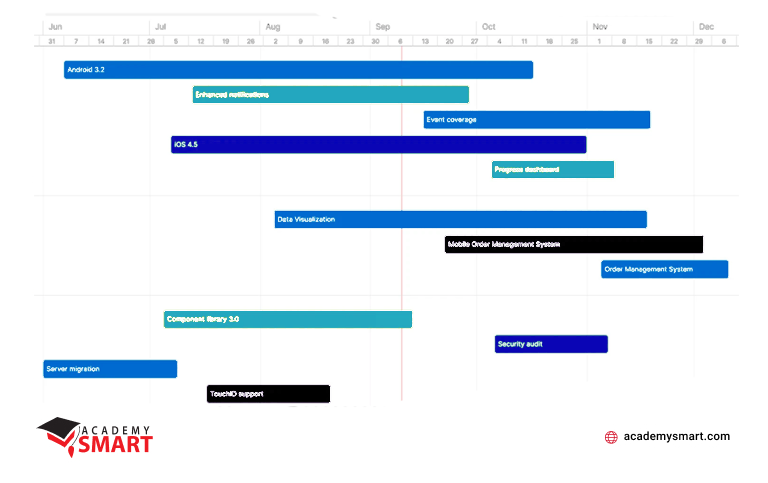 Jun Jul Aug Sep Oct Nov Dec
31 7 14 21 28 5 12 19 26 2 9 16 23 30 6 13 20 27 4 11 18 25 1 8 15 22 29 6
Android 3.2
Enhanced notifications
Event coverage
iOS 4.5
Progress dashboard
Data Visualization
Mobile Order Management System
Order Management System
Component library 3.0
Security audit
Server migration
TouchID support
ACADEMY
SMART
academysmart.com